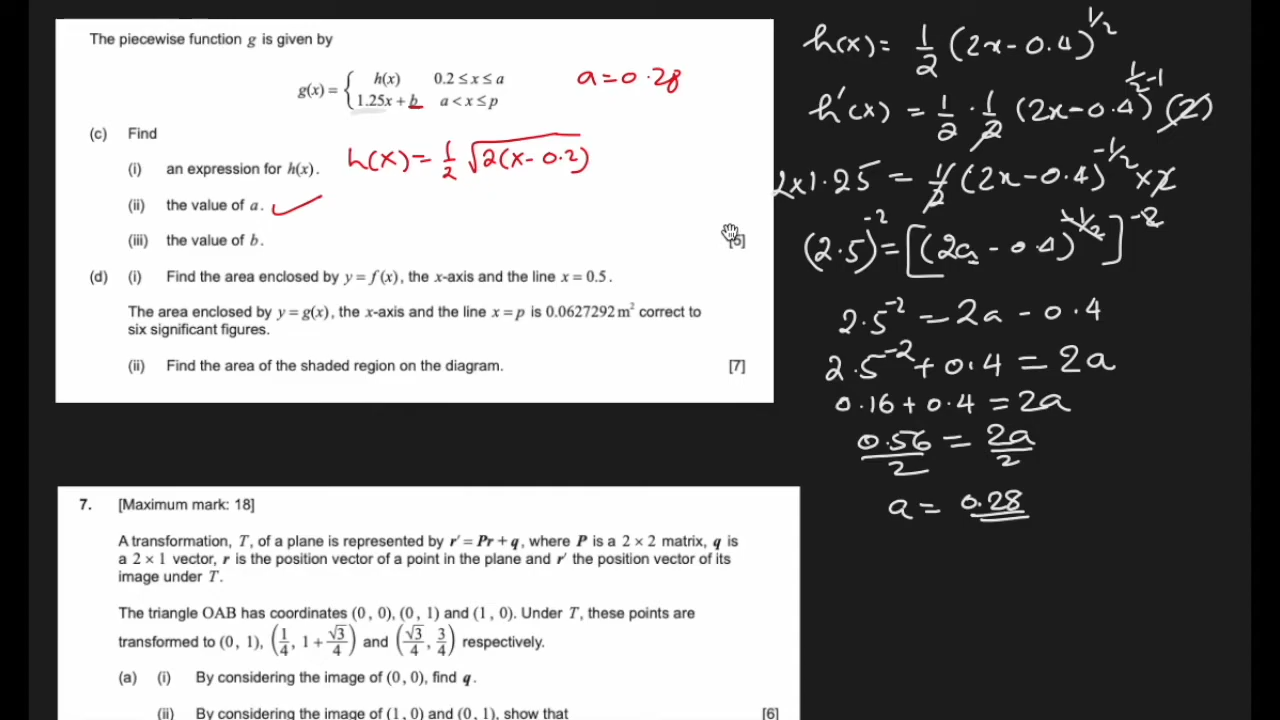 The piecewise function g is given by
g(x) = { h(x) 0.2 ≤ x ≤ a
1.25x + b a < x ≤ p
a = 0.28
(c) Find
(i) an expression for h(x).
h(x) = 1/2 √2(x - 0.2)
(ii) the value of a. ✓
(iii) the value of b.
(d) (i) Find the area enclosed by y = f(x), the x-axis and the line x = 0.5.
The area enclosed by y = g(x), the x-axis and the line x = p is 0.0627292 m² correct to
six significant figures.
(ii) Find the area of the shaded region on the diagram. [7]
7. [Maximum mark: 18]
A transformation, T, of a plane is represented by r′ = Pr + q, where P is a 2 × 2 matrix, q is
a 2 × 1 vector, r is the position vector of a point in the plane and r′ the position vector of its
image under T.
The triangle OAB has coordinates (0, 0), (0, 1) and (1, 0). Under T, these points are
transformed to (0, 1), (1/4, 1 + √3/4) and (√3/4, 3/4) respectively.
(a) (i) By considering the image of (0, 0), find q.
(ii) By considering the image of (1, 0) and (0, 1), show that [6]
h(x) = 1/2 (2x - 0.4)^1/2
h'(x) = 1/2 · 1/2 (2x - 0.4)^1/2-1 (2)
2×1.25 = 1/2 (2x - 0.4)^-1/2 × 2
(2.5)^-2 = [(2a - 0.4)^-1/2]^-2
2.5^-2 = 2a - 0.4
2.5^-2 + 0.4 = 2a
0.16 + 0.4 = 2a
0.56/2 = 2a/2
a = 0.28